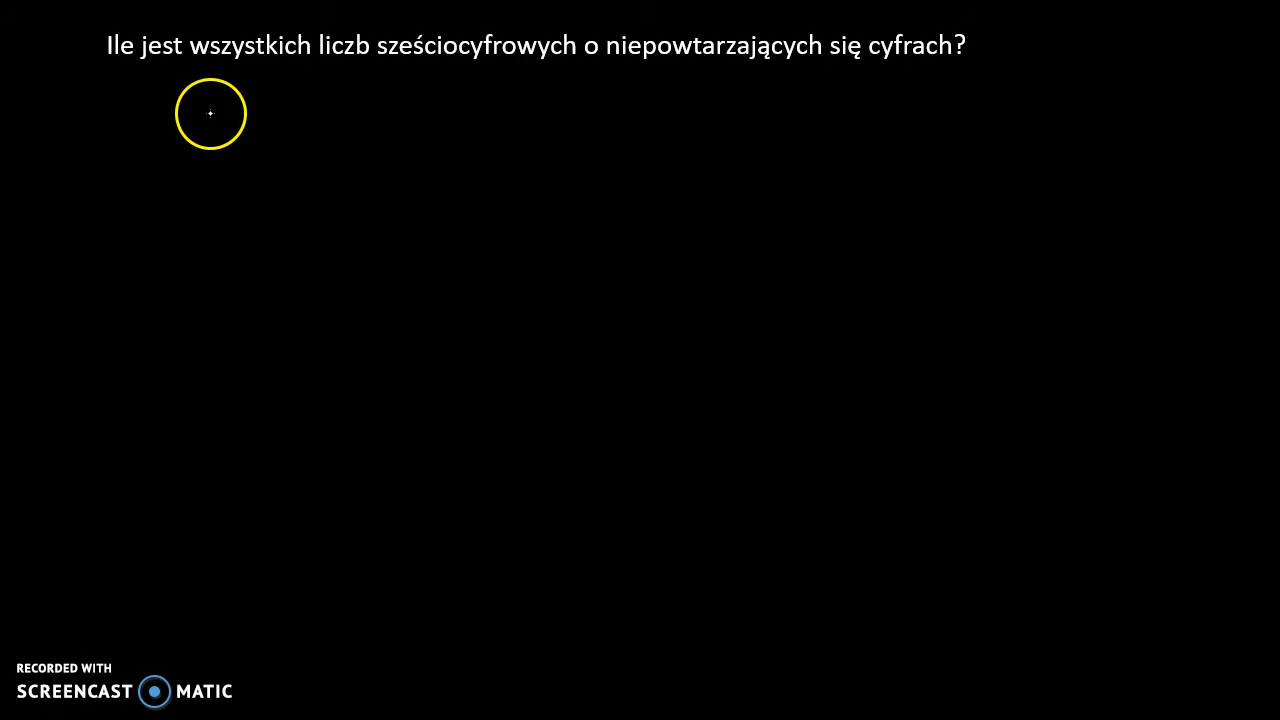 Ile jest wszystkich liczb sześciocyfrowych o niepowtarzających się cyfrach?
RECORDED WITH
SCREENCAST MATIC